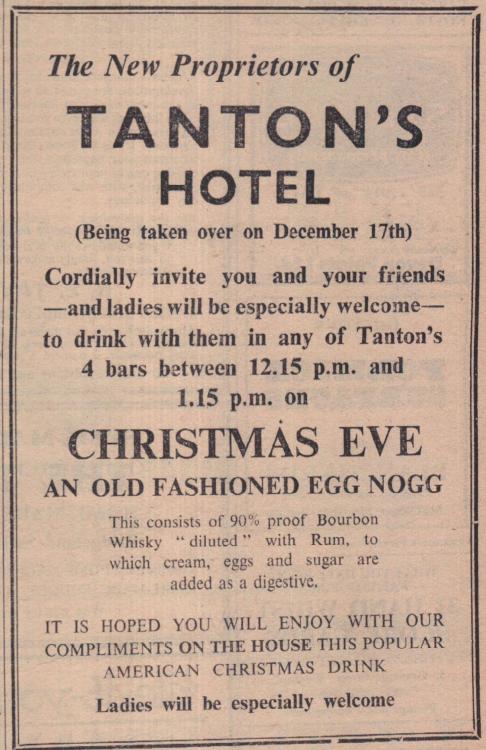 The New Proprietors of
TANTON'S
HOTEL
(Being taken over on December 17th)
Cordially invite you and your friends
—and ladies will be especially welcome—
to drink with them in any of Tanton's
4 bars between 12.15 p.m. and
1.15 p.m. on
CHRISTMAS EVE
AN OLD FASHIONED EGG NOGG
This consists of 90% proof Bourbon
Whisky "diluted" with Rum, to
which cream, eggs and sugar are
added as a digestive.
IT IS HOPED YOU WILL ENJOY WITH OUR
COMPLIMENTS ON THE HOUSE THIS POPULAR
AMERICAN CHRISTMAS DRINK
Ladies will be especially welcome